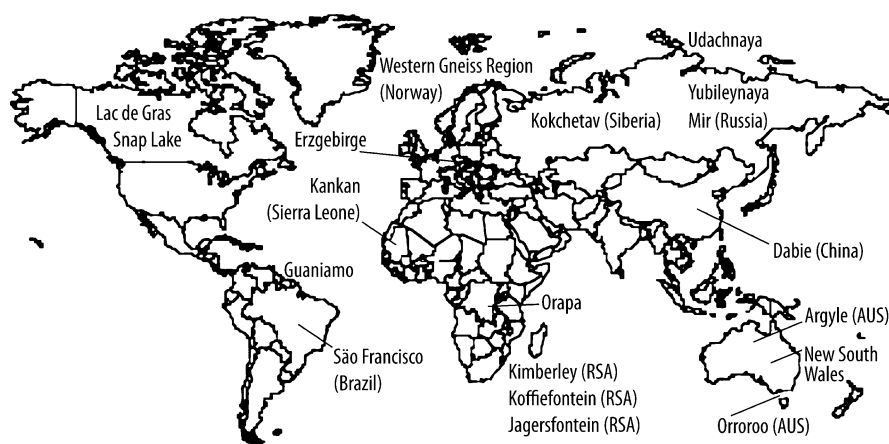 Udachnaya
Western Gneiss Region
(Norway)
Yubileynaya
Mir (Russia)
Lac de Gras
Snap Lake
Kokchetav (Siberia)
Erzgebirge
Kankan
(Sierra Leone)
Dabie (China)
Guaniamo
Orapa
Argyle (AUS)
New South
Wales
Säo Francisco
(Brazil)
Kimberley (RSA)
Koffiefontein (RSA)
Jagersfontein (RSA)
Orroroo (AUS)